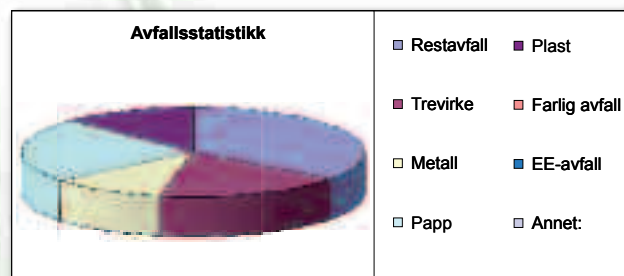 Avfallsstatistikk
Restavfall
Plast
Trevirke
Farlig avfall
Metall
EE-avfall
Papp
Annet: